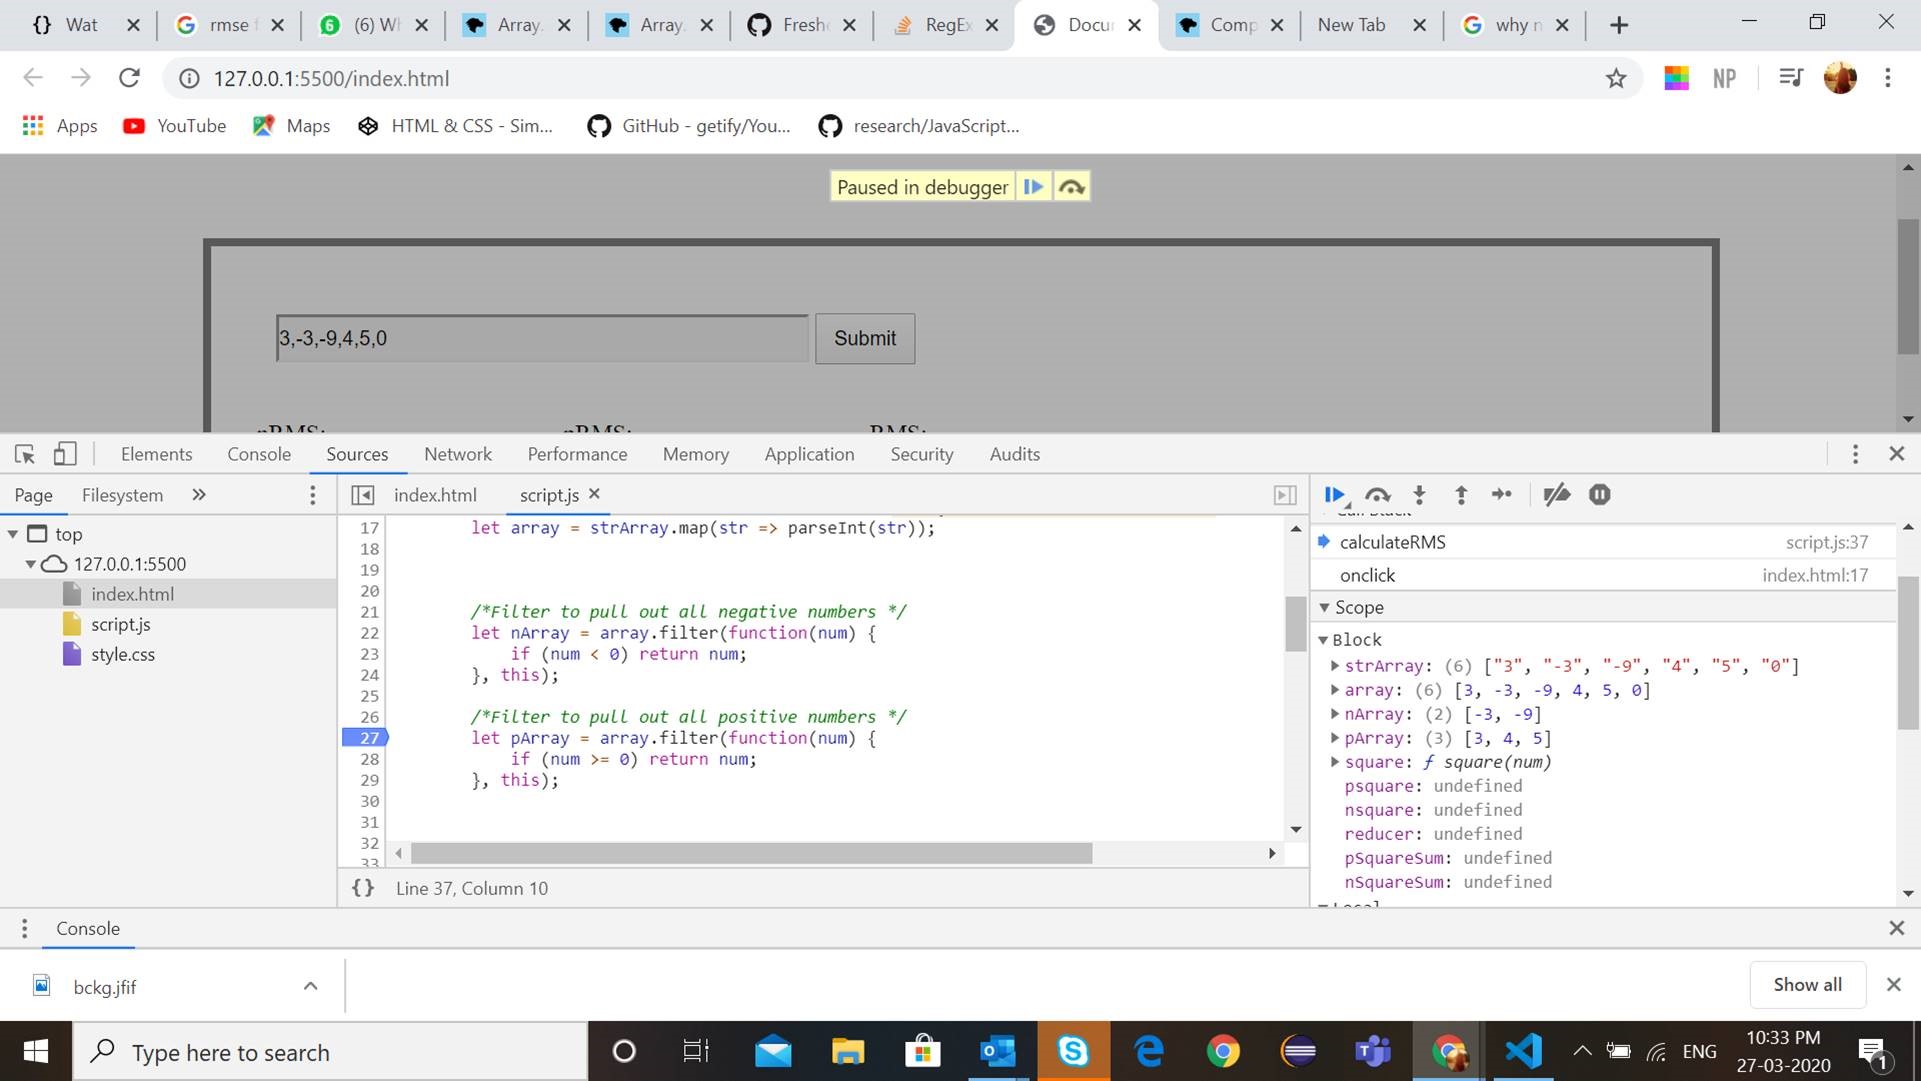 {} Wat
rmse f
(6) Wh
Array.
Array.
Freshe
RegEx
Docur
Comp
New Tab
why n
127.0.0.1:5500/index.html
NP
Apps
YouTube
Maps
HTML & CSS - Sim...
GitHub - getify/You...
research/JavaScript...
Paused in debugger
3,-3,-9,4,5,0
Submit
nRMS:
RMS:
Elements Console Sources Network Performance Memory Application Security Audits
Page Filesystem »
index.html script.js
top
127.0.0.1:5500
index.html
script.js
style.css
17 let array = strArray.map(str => parseInt(str));
18
19
20
21 /*Filter to pull out all negative numbers */
22 let nArray = array.filter(function(num) {
23 if (num < 0) return num;
24 }, this);
25
26 /*Filter to pull out all positive numbers */
27 let pArray = array.filter(function(num) {
28 if (num >= 0) return num;
29 }, this);
30
31
32
33
{} Line 37, Column 10
Call Stack
calculateRMS script.js:37
onclick index.html:17
Scope
Block
strArray: (6) ["3", "-3", "-9", "4", "5", "0"]
array: (6) [3, -3, -9, 4, 5, 0]
nArray: (2) [-3, -9]
pArray: (3) [3, 4, 5]
square: ƒ square(num)
psquare: undefined
nsquare: undefined
reducer: undefined
pSquareSum: undefined
nSquareSum: undefined
Local
Console
bckg.jfif
Show all
Type here to search
ENG
10:33 PM
27-03-2020
1